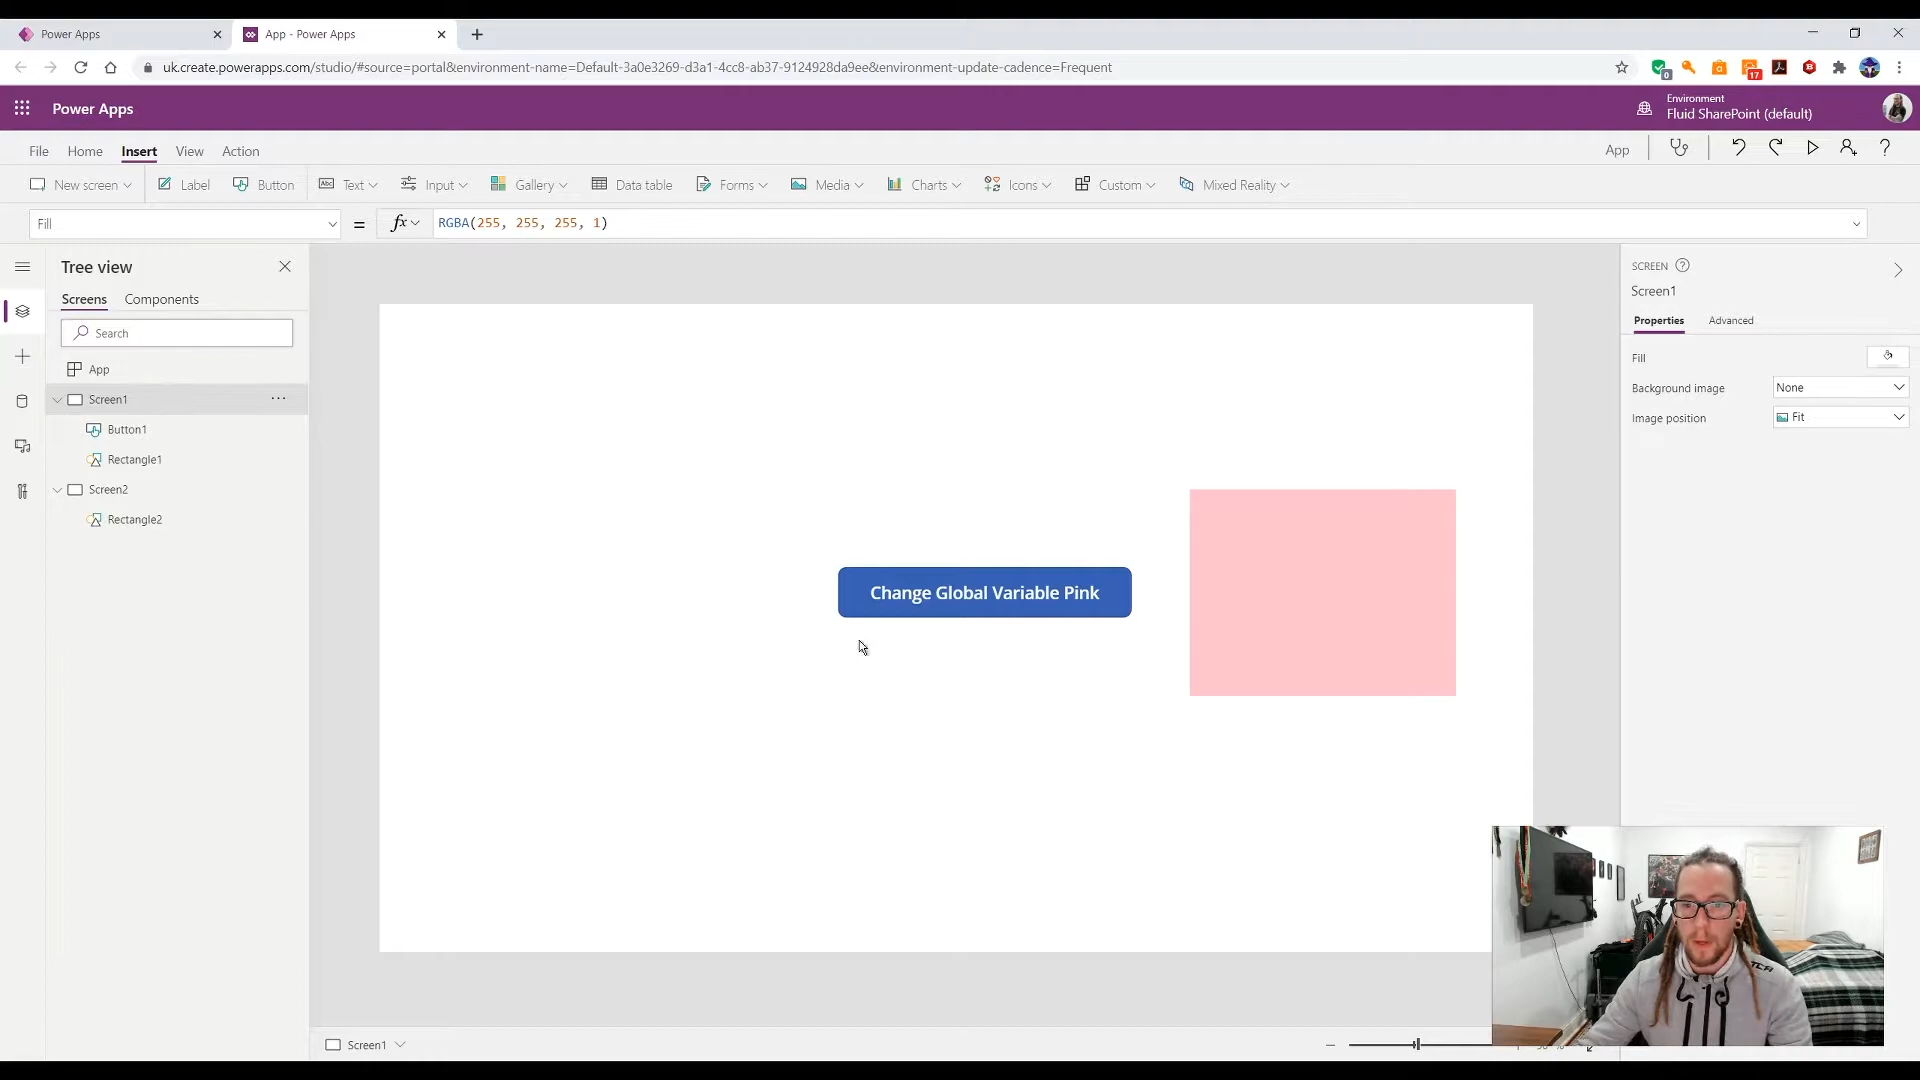 Power Apps
App - Power Apps
uk.create.powerapps.com/studio/#source=portal&environment-name=Default-3a0e3269-d3a1-4cc8-ab37-9124928da9ee&environment-update-cadence=Frequent
0
17
Power Apps
Environment
Fluid SharePoint (default)
File Home Insert View Action
App
New screen Label Button Abc Text Input Gallery Data table Forms Media Charts Icons Custom Mixed Reality
Fill = fx RGBA(255, 255, 255, 1)
Tree view
Screens Components
Search
App
Screen1
Button1
Rectangle1
Screen2
Rectangle2
Change Global Variable Pink
SCREEN
Screen1
Properties Advanced
Fill
Background image None
Image position Fit
Screen1